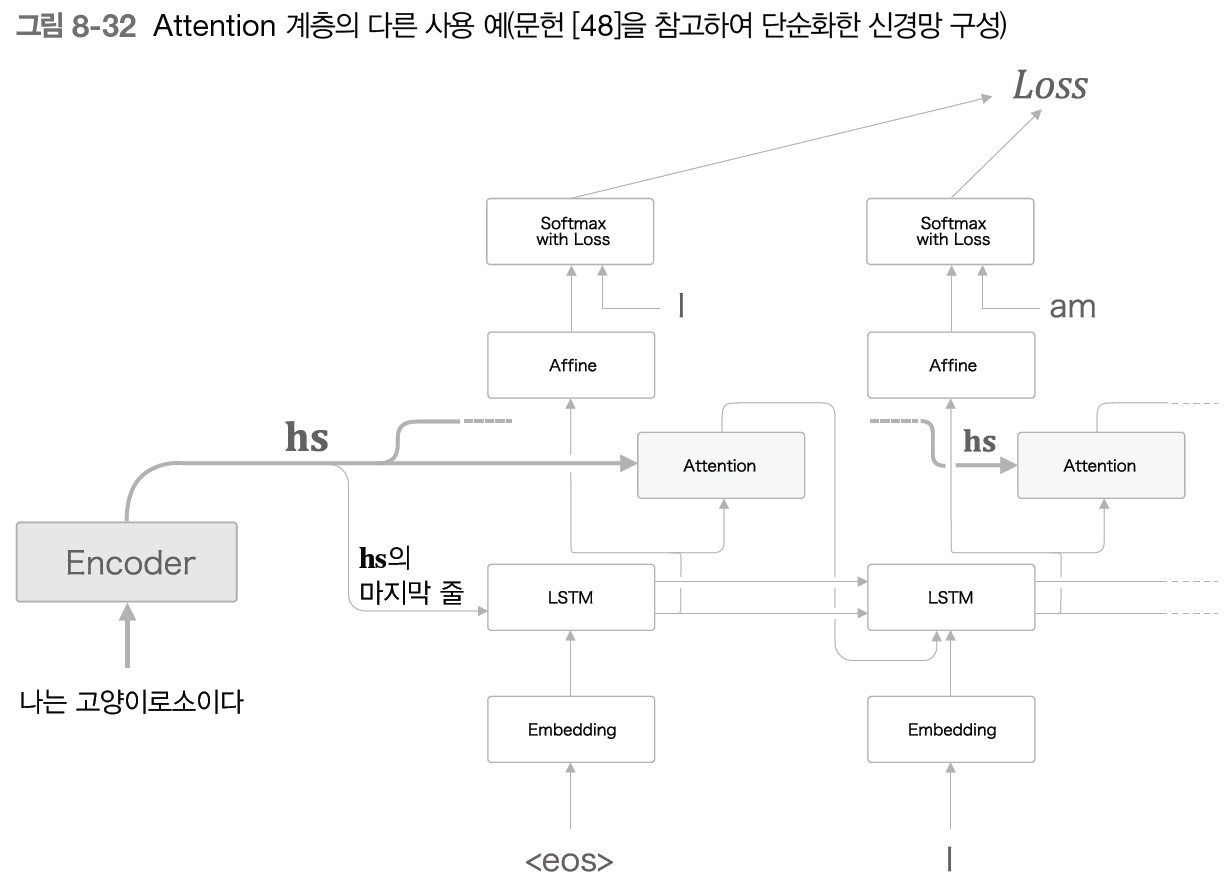 그림 8-32 Attention 계층의 다른 사용 예(문헌 [48]을 참고하여 단순화한 신경망 구성)
Loss
Softmax
with Loss
Softmax
with Loss
I
am
Affine
Affine
hs
Attention
hs
Attention
Encoder
hs의
마지막 줄
LSTM
LSTM
나는 고양이로소이다
Embedding
Embedding
<eos>
I